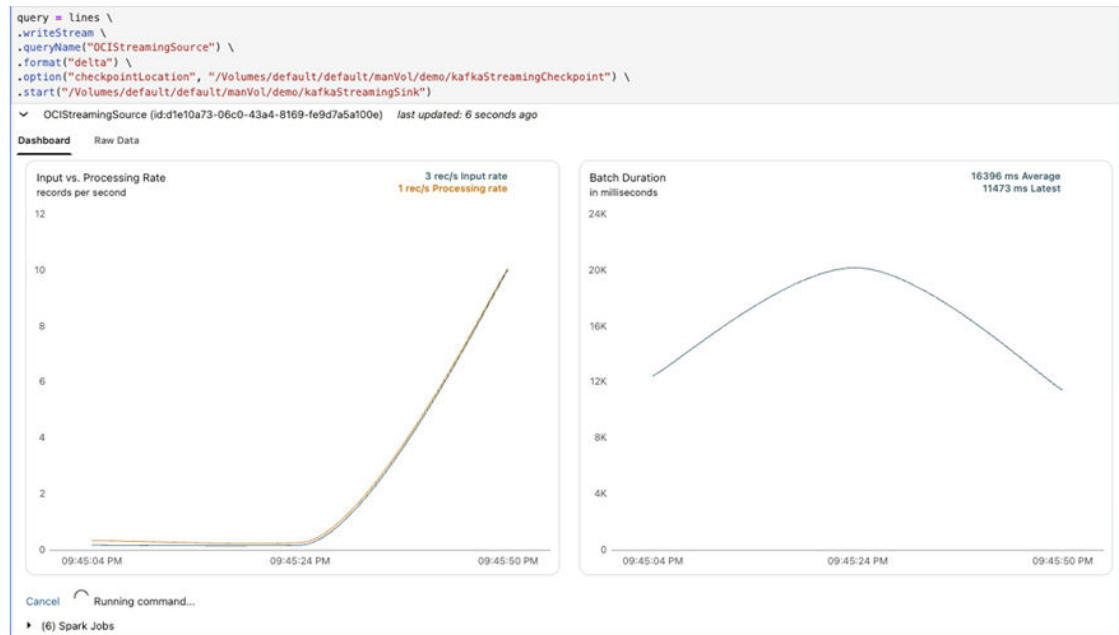 query = lines \
.writeStream \
.queryName("OCIStreamingSource") \
.format("delta") \
.option("checkpointLocation", "/Volumes/default/default/manVol/demo/kafkaStreamingCheckpoint") \
.start("/Volumes/default/default/manVol/demo/kafkaStreamingSink")
OCIStreamingSource (id:d1e10a73-06c0-43a4-8169-fe9d7a5a100e) last updated: 6 seconds ago
Dashboard Raw Data
Input vs. Processing Rate
records per second
3 rec/s Input rate
1 rec/s Processing rate
12
10
8
6
4
2
0
09:45:04 PM 09:45:24 PM 09:45:50 PM
Batch Duration
in milliseconds
16396 ms Average
11473 ms Latest
24K
20K
16K
12K
8K
4K
0
09:45:04 PM 09:45:24 PM 09:45:50 PM
Cancel Running command...
(6) Spark Jobs